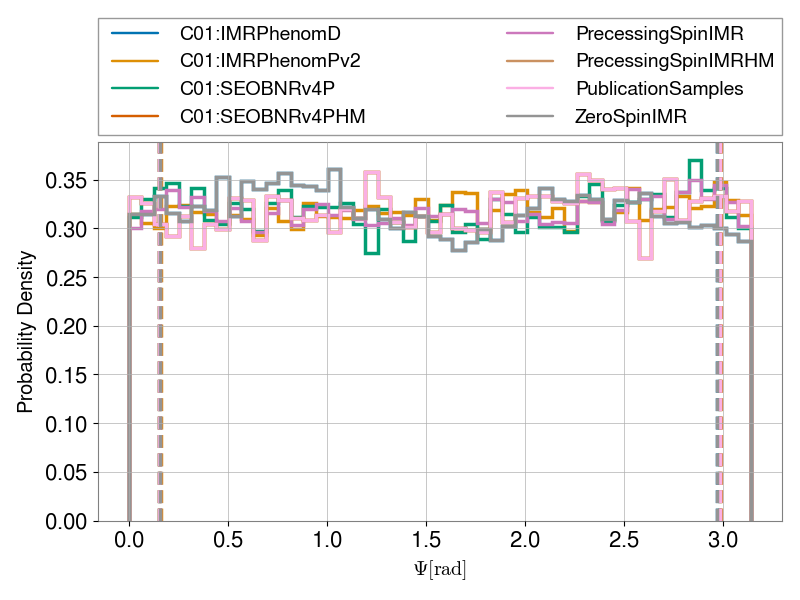 C01:IMRPhenomD
C01:IMRPhenomPv2
C01:SEOBNRv4P
C01:SEOBNRv4PHM
PrecessingSpinIMR
PrecessingSpinIMRHM
PublicationSamples
ZeroSpinIMR
Probability Density
0.35
0.30
0.25
0.20
0.15
0.10
0.05
0.00
0.0 0.5 1.0 1.5 2.0 2.5 3.0
Ψ[rad]